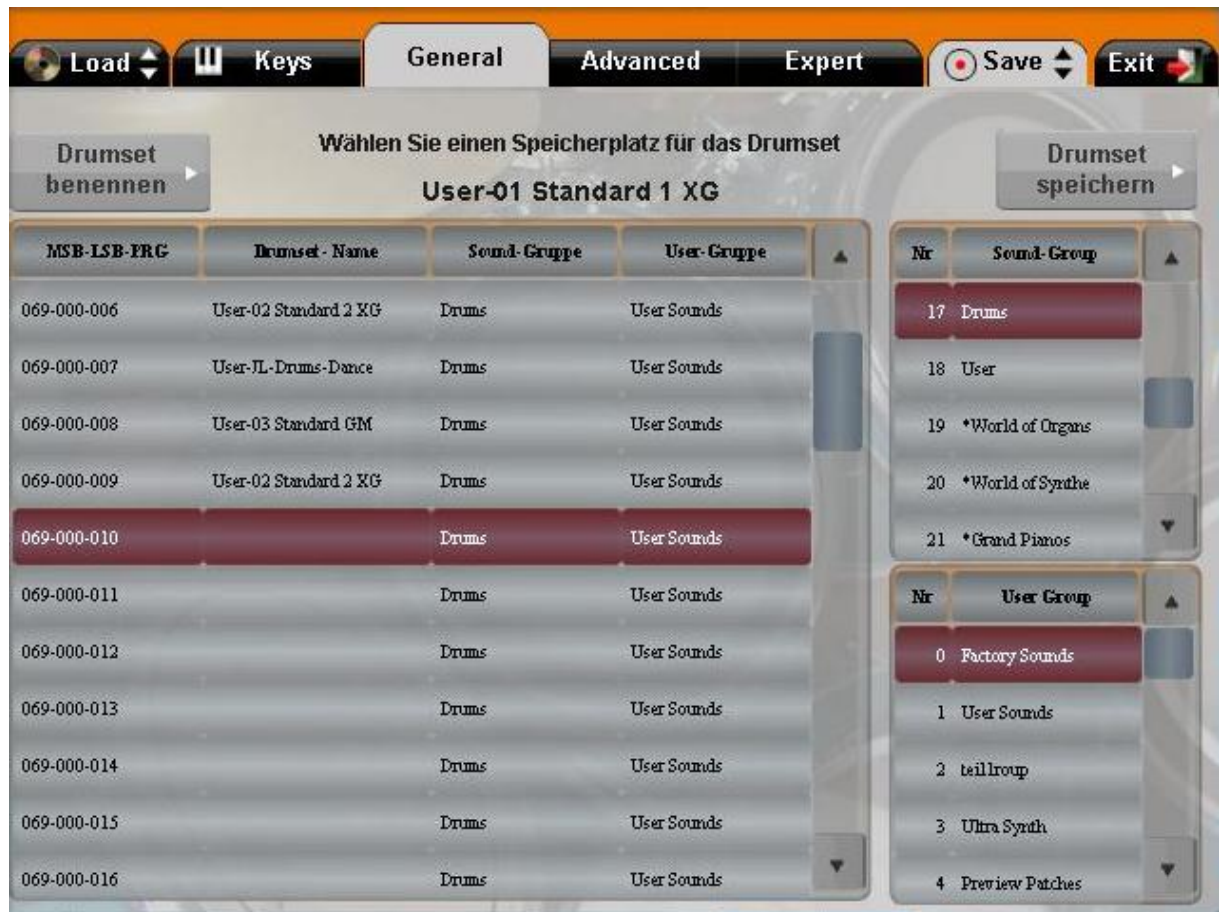 Load Keys General Advanced Expert Save Exit
Drumset
benennen
Wählen Sie einen Speicherplatz für das Drumset
User-01 Standard 1 XG
Drumset
speichern
MSB-LSB-PRG Drumset - Name Sound-Gruppe User-Gruppe
069-000-006 User-02 Standard 2 XG Drums User Sounds
069-000-007 User-JL-Drums-Dance Drums User Sounds
069-000-008 User-03 Standard GM Drums User Sounds
069-000-009 User-02 Standard 2 XG Drums User Sounds
069-000-010 Drums User Sounds
069-000-011 Drums User Sounds
069-000-012 Drums User Sounds
069-000-013 Drums User Sounds
069-000-014 Drums User Sounds
069-000-015 Drums User Sounds
069-000-016 Drums User Sounds
Nr Sound-Group
17 Drums
18 User
19 *World of Organs
20 *World of Synthe
21 *Grand Pianos
Nr User Group
0 Factory Sounds
1 User Sounds
2 teil1roup
3 Ultra Synth
4 Preview Patches